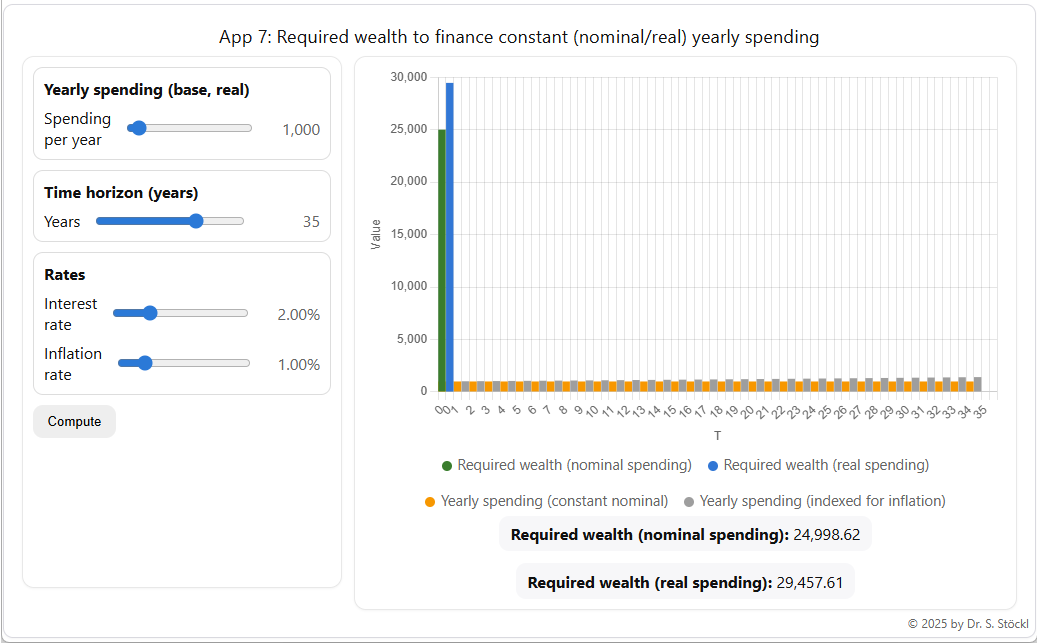 App 7: Required wealth to finance constant (nominal/real) yearly spending
Yearly spending (base, real)
Spending
per year
1,000
Time horizon (years)
Years
35
Rates
Interest
rate
2.00%
Inflation
rate
1.00%
Compute
30,000
25,000
20,000
15,000
10,000
5,000
0
Value
0 0 1 2 3 4 5 6 7 8 9 10 11 12 13 14 15 16 17 18 19 20 21 22 23 24 25 26 27 28 29 30 31 32 33 34 35
T
Required wealth (nominal spending) Required wealth (real spending)
Yearly spending (constant nominal) Yearly spending (indexed for inflation)
Required wealth (nominal spending): 24,998.62
Required wealth (real spending): 29,457.61
© 2025 by Dr. S. Stöckl